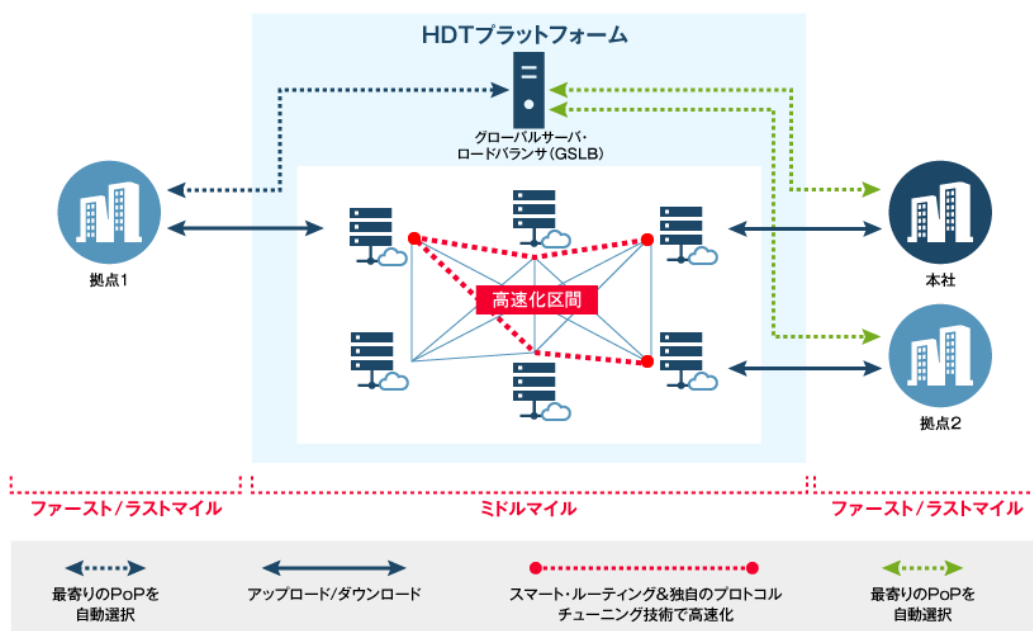 HDTプラットフォーム
グローバルサーバ・
ロードバランサ(GSLB)
拠点1
本社
高速化区間
拠点2
ファースト/ラストマイル
ミドルマイル
ファースト/ラストマイル
最寄りのPoPを
自動選択
アップロード/ダウンロード
スマート・ルーティング&独自のプロトコル
チューニング技術で高速化
最寄りのPoPを
自動選択